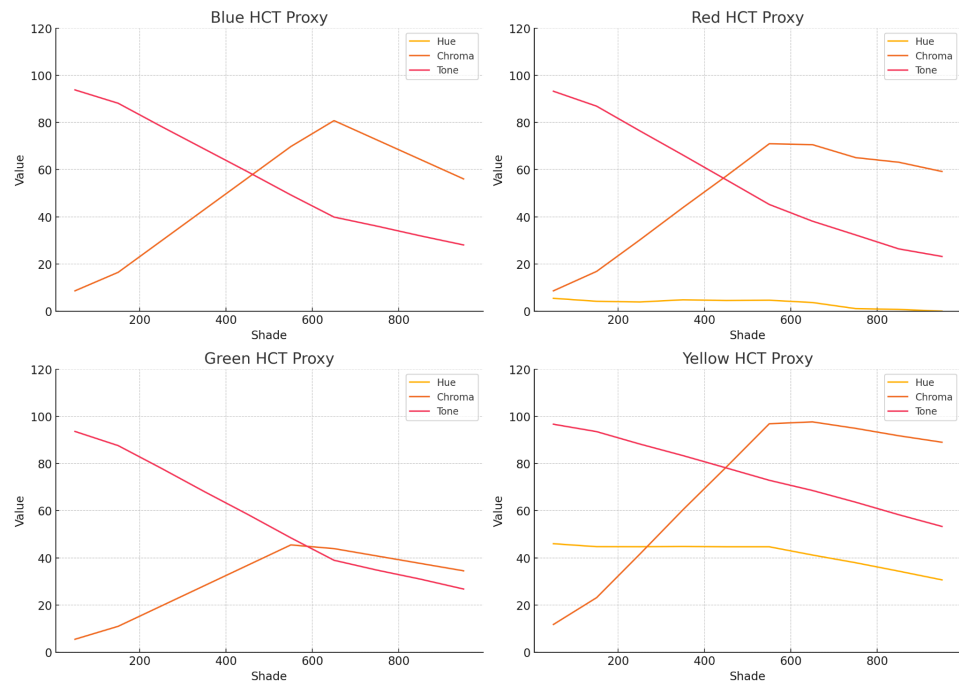 Blue HCT Proxy
120
100
80
60
40
20
0
Value
200
400
600
800
Shade
Hue
Chroma
Tone
Red HCT Proxy
120
100
80
60
40
20
0
Value
200
400
600
800
Shade
Hue
Chroma
Tone
Green HCT Proxy
120
100
80
60
40
20
0
Value
200
400
600
800
Shade
Hue
Chroma
Tone
Yellow HCT Proxy
120
100
80
60
40
20
0
Value
200
400
600
800
Shade
Hue
Chroma
Tone